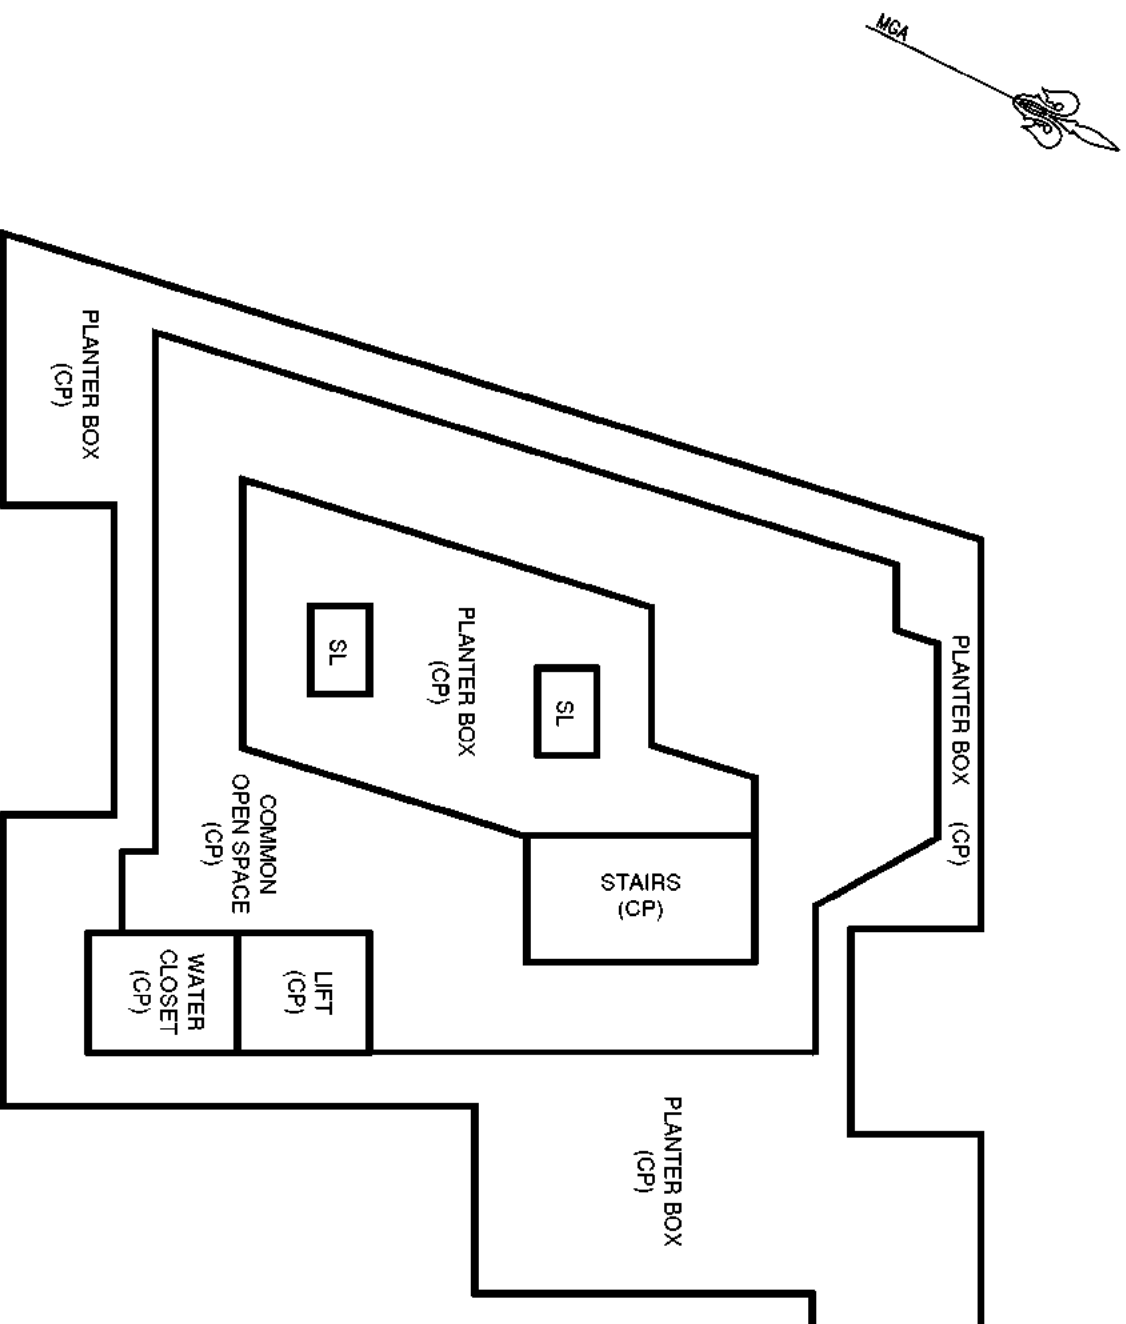 MGA
PLANTER BOX
(CP)
PLANTER BOX
(CP)
PLANTER BOX (CP)
SL
SL
COMMON
OPEN SPACE
(CP)
STAIRS
(CP)
WATER
CLOSET
(CP)
LIFT
(CP)
PLANTER BOX
(CP)